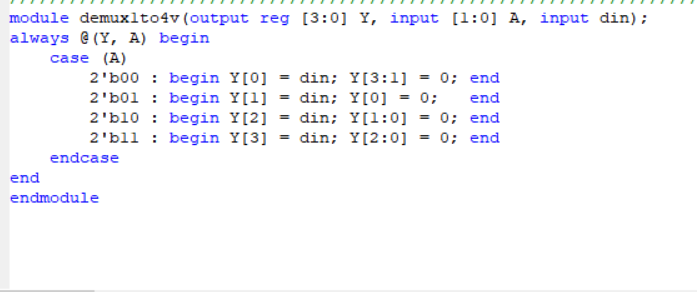 module demux1to4v(output reg [3:0] Y, input [1:0] A, input din);
always @(Y, A) begin
    case (A)
        2'b00 : begin Y[0] = din; Y[3:1] = 0; end
        2'b01 : begin Y[1] = din; Y[0] = 0;   end
        2'b10 : begin Y[2] = din; Y[1:0] = 0; end
        2'b11 : begin Y[3] = din; Y[2:0] = 0; end
    endcase
end
endmodule